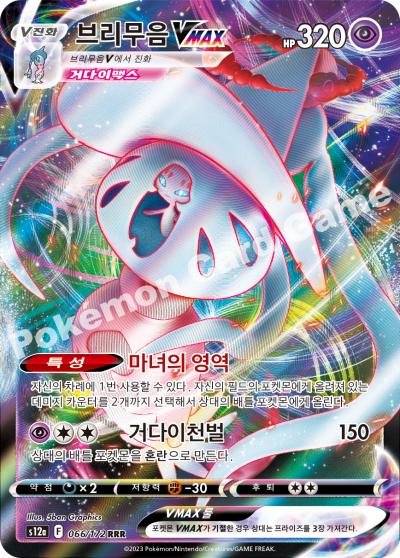 V진화
브리무음VMAX
HP 320
브리무음V에서 진화
거다이맥스
Pokémon Card Game
특성 마녀의 영역
자신의 차례에 1번 사용할 수 있다. 자신의 필드의 포켓몬에게 올려져 있는
데미지 카운터를 2개까지 선택해서 상대의 배틀 포켓몬에게 올린다.
거다이천벌 150
상대의 배틀 포켓몬을 혼란으로 만든다.
약점 ×2 저항력 -30 후퇴
Illus. 5ban Graphics
s12a F 066/172 RRR
VMAX 룰
포켓몬 VMAX가 기절한 경우 상대는 프라이즈를 3장 가져간다.
©2023 Pokémon/Nintendo/Creatures/GAME FREAK.